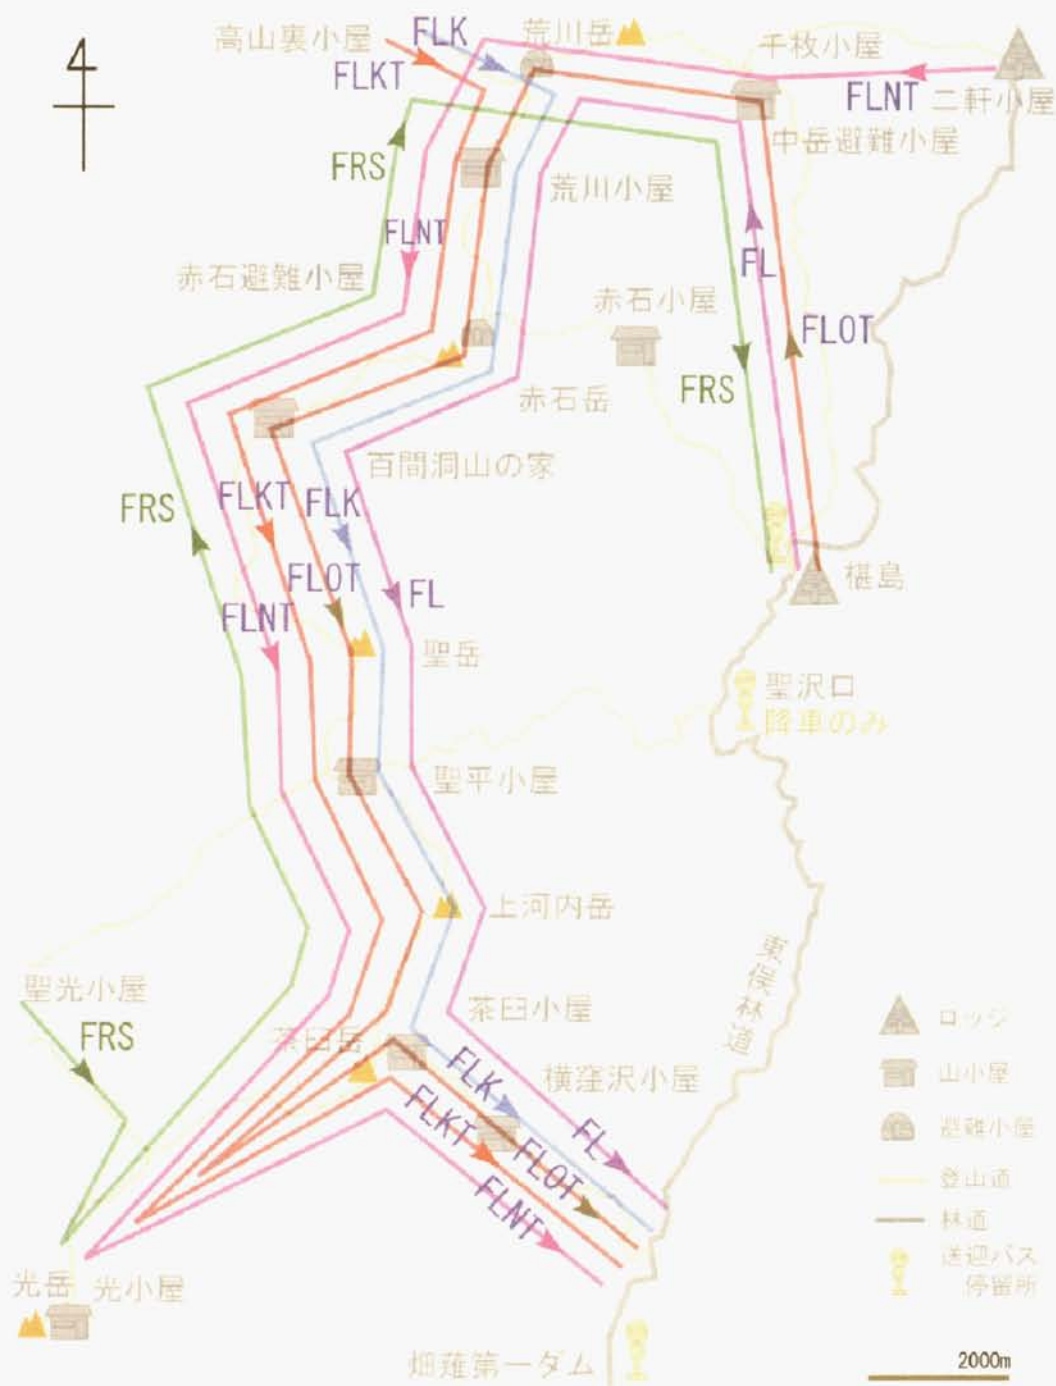 高山裏小屋
FLK
荒川岳
千枚小屋
FLKT
FLNT
二軒小屋
中岳避難小屋
FRS
荒川小屋
FLNT
赤石避難小屋
FL
赤石小屋
FLOT
FRS
赤石岳
百間洞山の家
FRS
FLKT
FLK
FLOT
FL
椹島
FLNT
聖岳
聖沢口
降車のみ
聖平小屋
上河内岳
東俣林道
聖光小屋
FRS
茶臼小屋
茶臼岳
横窪沢小屋
FLK
FLKT
FL
FLOT
FLNT
ロッジ
山小屋
避難小屋
登山道
林道
送迎バス
停留所
光岳
光小屋
畑薙第一ダム
2000m